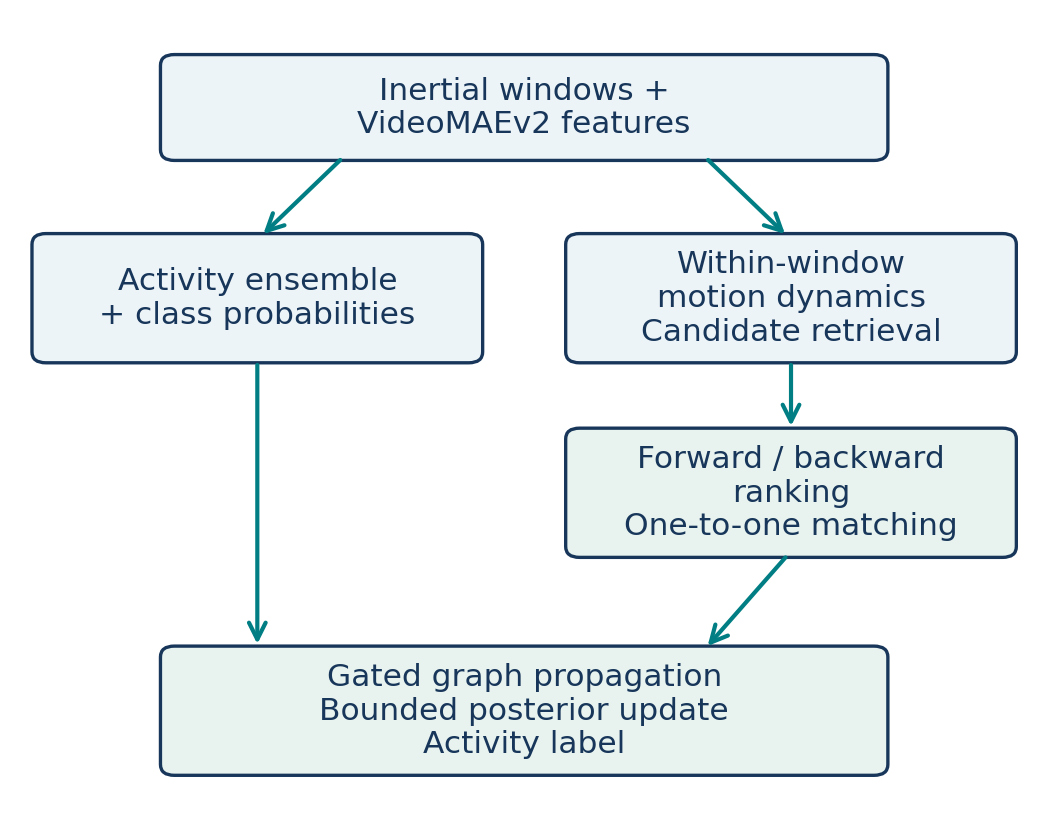 Inertial windows +
VideoMAEv2 features
Activity ensemble
+ class probabilities
Within-window
motion dynamics
Candidate retrieval
Forward / backward
ranking
One-to-one matching
Gated graph propagation
Bounded posterior update
Activity label